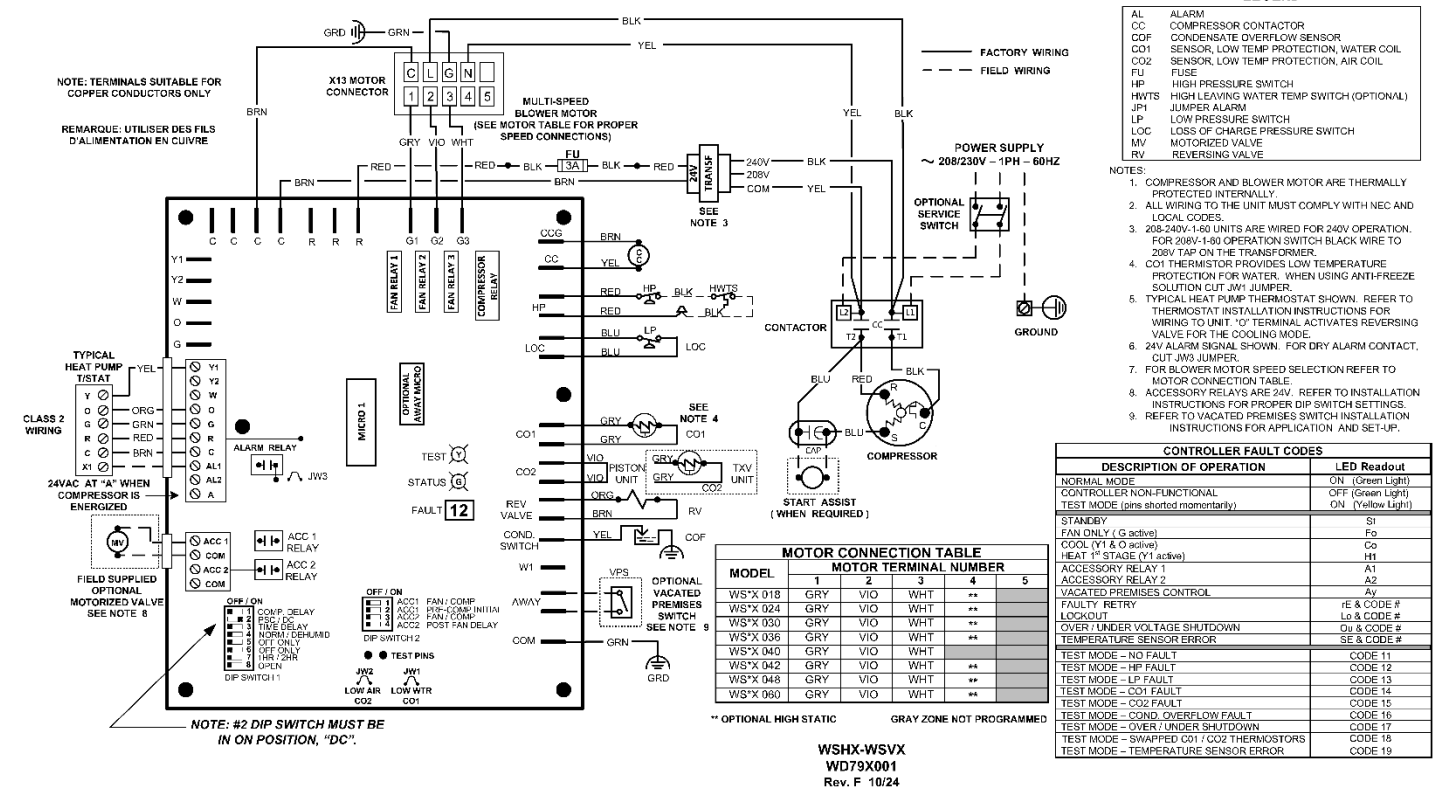 GRD
GRN
BLK
YEL
FACTORY WIRING
FIELD WIRING
NOTE: TERMINALS SUITABLE FOR
COPPER CONDUCTORS ONLY
REMARQUE: UTILISER DES FILS
D'ALIMENTATION EN CUIVRE
X13 MOTOR
CONNECTOR
C L G N
1 2 3 4 5
BRN
MULTI-SPEED
BLOWER MOTOR
(SEE MOTOR TABLE FOR PROPER
SPEED CONNECTIONS)
GRY VIO WHT
YEL BLK
RED RED BLK FU 3A BLK RED
BRN BRN
24V TRANSF
240V BLK
208V
COM YEL
SEE
NOTE 3
POWER SUPPLY
~ 208/230V – 1PH – 60HZ
OPTIONAL
SERVICE
SWITCH
GROUND
C C C C R R R G1 G2 G3
FAN RELAY 1
FAN RELAY 2
FAN RELAY 3
COMPRESSOR
RELAY
Y1
Y2
W
O
G
CCG BRN
CC YEL
CC
HP RED HP BLK HWTS
RED BLK
LOC BLU LP
BLU LOC
CONTACTOR
L2 L1
CC
T2 T1
BLU RED BLK
R
S
C
BLU
CAP
COMPRESSOR
START ASSIST
(WHEN REQUIRED)
TYPICAL
HEAT PUMP
T/STAT
YEL
Y
O
G
R
C
X1
ORG
GRN
RED
BRN
CLASS 2
WIRING
Y1
Y2
W
O
G
R
C
AL1
AL2
A
24VAC AT "A" WHEN
COMPRESSOR IS
ENERGIZED
ALARM RELAY
JW3
MICRO 1
OPTIONAL
AWAY MICRO
TEST Y
STATUS G
FAULT 12
CO1 GRY
GRY CO1
SEE
NOTE 4
CO2 VIO
VIO
PISTON
UNIT
GRY
GRY
CO2
TXV
UNIT
REV
VALVE
ORG
BRN RV
COND.
SWITCH
YEL COF
W1
AWAY
VPS
OPTIONAL
VACATED
PREMISES
SWITCH
SEE NOTE 9
COM GRN
GRD
MV
FIELD SUPPLIED
OPTIONAL
MOTORIZED VALVE
SEE NOTE 8
ACC 1
COM
ACC 2
COM
ACC 1
RELAY
ACC 2
RELAY
OFF / ON
1 COMP. DELAY
2 PSC / DC
3 TIME DELAY
4 NORM / DEHUMID
5 OFF ONLY
6 OFF ONLY
7 1HR / 2HR
8 OPEN
DIP SWITCH 1
OFF / ON
1 ACC1 FAN / COMP
2 ACC1 PRE-COMP INITIAL
3 ACC2 FAN / COMP
4 ACC2 POST FAN DELAY
DIP SWITCH 2
TEST PINS
JW2
LOW AIR
CO2
JW1
LOW WTR
CO1
NOTE: #2 DIP SWITCH MUST BE
IN ON POSITION, "DC".
MOTOR CONNECTION TABLE
MODEL MOTOR TERMINAL NUMBER
1 2 3 4 5
WS*X 018 GRY VIO WHT **
WS*X 024 GRY VIO WHT **
WS*X 030 GRY VIO WHT **
WS*X 036 GRY VIO WHT **
WS*X 040 GRY VIO WHT
WS*X 042 GRY VIO WHT **
WS*X 048 GRY VIO WHT **
WS*X 060 GRY VIO WHT **
** OPTIONAL HIGH STATIC GRAY ZONE NOT PROGRAMMED
WSHX-WSVX
WD79X001
Rev. F 10/24
AL ALARM
CC COMPRESSOR CONTACTOR
COF CONDENSATE OVERFLOW SENSOR
CO1 SENSOR, LOW TEMP PROTECTION, WATER COIL
CO2 SENSOR, LOW TEMP PROTECTION, AIR COIL
FU FUSE
HP HIGH PRESSURE SWITCH
HWTS HIGH LEAVING WATER TEMP SWITCH (OPTIONAL)
JP1 JUMPER ALARM
LP LOW PRESSURE SWITCH
LOC LOSS OF CHARGE PRESSURE SWITCH
MV MOTORIZED VALVE
RV REVERSING VALVE
NOTES:
1. COMPRESSOR AND BLOWER MOTOR ARE THERMALLY
PROTECTED INTERNALLY.
2. ALL WIRING TO THE UNIT MUST COMPLY WITH NEC AND
LOCAL CODES.
3. 208-240V-1-60 UNITS ARE WIRED FOR 240V OPERATION.
FOR 208V-1-60 OPERATION SWITCH BLACK WIRE TO
208V TAP ON THE TRANSFORMER.
4. CO1 THERMISTOR PROVIDES LOW TEMPERATURE
PROTECTION FOR WATER. WHEN USING ANTI-FREEZE
SOLUTION CUT JW1 JUMPER.
5. TYPICAL HEAT PUMP THERMOSTAT SHOWN. REFER TO
THERMOSTAT INSTALLATION INSTRUCTIONS FOR
WIRING TO UNIT. "O" TERMINAL ACTIVATES REVERSING
VALVE FOR THE COOLING MODE.
6. 24V ALARM SIGNAL SHOWN. FOR DRY ALARM CONTACT,
CUT JW3 JUMPER.
7. FOR BLOWER MOTOR SPEED SELECTION REFER TO
MOTOR CONNECTION TABLE.
8. ACCESSORY RELAYS ARE 24V. REFER TO INSTALLATION
INSTRUCTIONS FOR PROPER DIP SWITCH SETTINGS.
9. REFER TO VACATED PREMISES SWITCH INSTALLATION
INSTRUCTIONS FOR APPLICATION AND SET-UP.
CONTROLLER FAULT CODES
DESCRIPTION OF OPERATION LED Readout
NORMAL MODE ON (Green Light)
CONTROLLER NON-FUNCTIONAL OFF (Green Light)
TEST MODE (pins shorted momentarily) ON (Yellow Light)
STANDBY St
FAN ONLY ( G active) Fo
COOL (Y1 & O active) Co
HEAT 1ST STAGE (Y1 active) H1
ACCESSORY RELAY 1 A1
ACCESSORY RELAY 2 A2
VACATED PREMISES CONTROL Ay
FAULTY RETRY rE & CODE #
LOCKOUT Lo & CODE #
OVER / UNDER VOLTAGE SHUTDOWN Ou & CODE #
TEMPERATURE SENSOR ERROR SE & CODE #
TEST MODE – NO FAULT CODE 11
TEST MODE – HP FAULT CODE 12
TEST MODE – LP FAULT CODE 13
TEST MODE – CO1 FAULT CODE 14
TEST MODE – CO2 FAULT CODE 15
TEST MODE – COND. OVERFLOW FAULT CODE 16
TEST MODE – OVER / UNDER SHUTDOWN CODE 17
TEST MODE – SWAPPED C01 / CO2 THERMOSTORS CODE 18
TEST MODE – TEMPERATURE SENSOR ERROR CODE 19